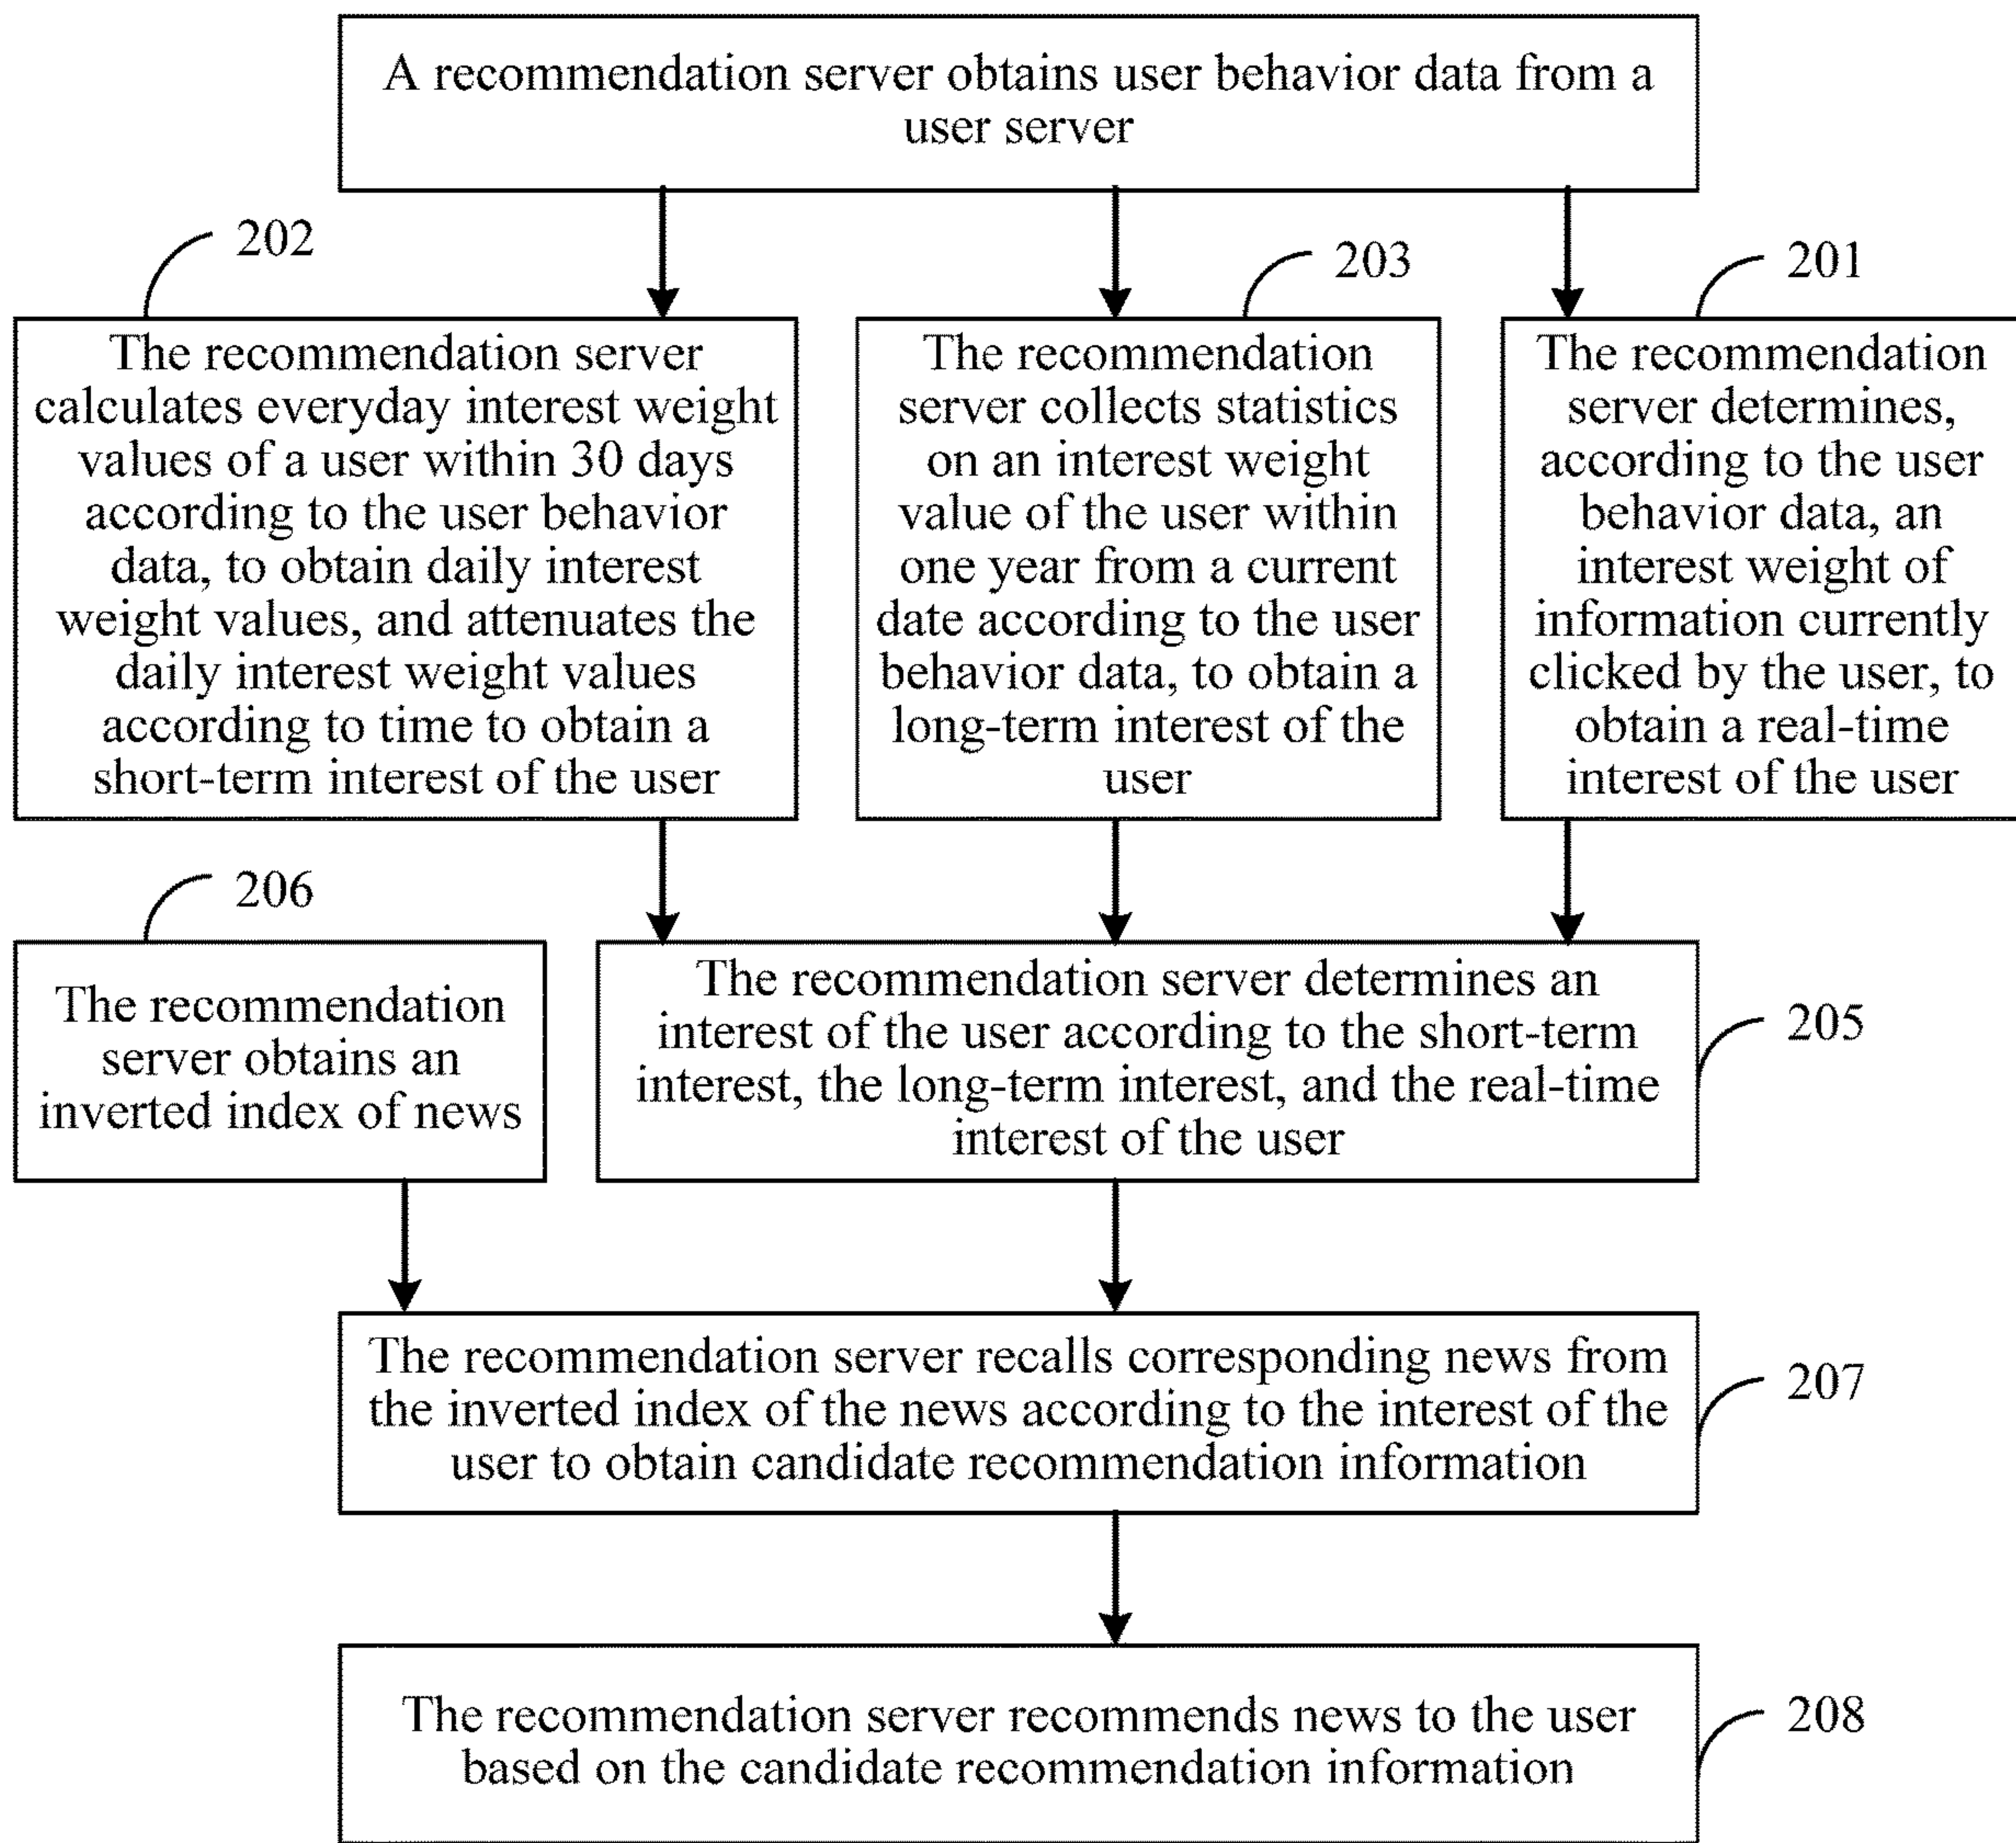 A recommendation server obtains user behavior data from a
user server
202
203
201
The recommendation server
calculates everyday interest weight
values of a user within 30 days
according to the user behavior
data, to obtain daily interest
weight values, and attenuates the
daily interest weight values
according to time to obtain a
short-term interest of the user
The recommendation
server collects statistics
on an interest weight
value of the user within
one year from a current
date according to the user
behavior data, to obtain a
long-term interest of the
user
The recommendation
server determines,
according to the user
behavior data, an
interest weight of
information currently
clicked by the user, to
obtain a real-time
interest of the user
206
The recommendation
server obtains an
inverted index of news
The recommendation server determines an
interest of the user according to the short-term
interest, the long-term interest, and the real-time
interest of the user
205
The recommendation server recalls corresponding news from
the inverted index of the news according to the interest of the
user to obtain candidate recommendation information
207
The recommendation server recommends news to the user
based on the candidate recommendation information
208